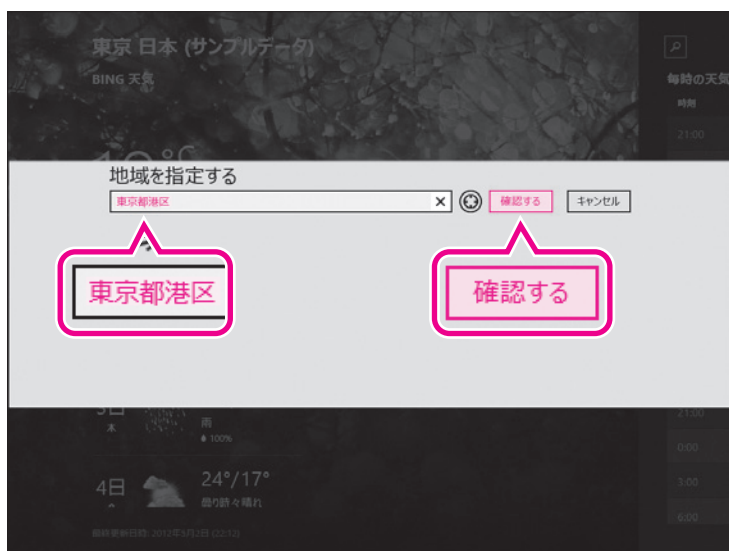 東京 日本 (サンプルデータ)
BING 天気
毎時の天気
時刻
21:00
地域を指定する
東京都港区
確認する
キャンセル
東京都港区
確認する
3日
木
雨
100%
21:00
0:00
4日
24°/17°
曇り時々晴れ
3:00
6:00
最終更新日時: 2012年5月2日 (22:12)